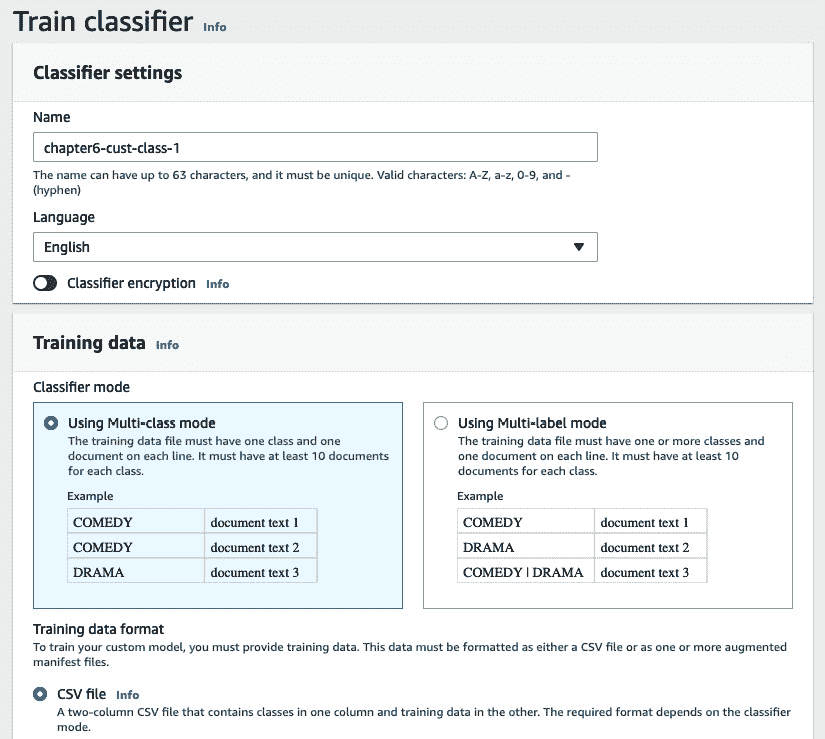 Train classifier Info
Classifier settings
Name
chapter6-cust-class-1
The name can have up to 63 characters, and it must be unique. Valid characters: A-Z, a-z, 0-9, and -
(hyphen)
Language
English
Classifier encryption Info
Training data Info
Classifier mode
Using Multi-class mode
The training data file must have one class and one
document on each line. It must have at least 10 documents
for each class.
Example
COMEDY document text 1
COMEDY document text 2
DRAMA document text 3
Using Multi-label mode
The training data file must have one or more classes and
one document on each line. It must have at least 10
documents for each class.
Example
COMEDY document text 1
DRAMA document text 2
COMEDY | DRAMA document text 3
Training data format
To train your custom model, you must provide training data. This data must be formatted as either a CSV file or as one or more augmented
manifest files.
CSV file Info
A two-column CSV file that contains classes in one column and training data in the other. The required format depends on the classifier
mode.